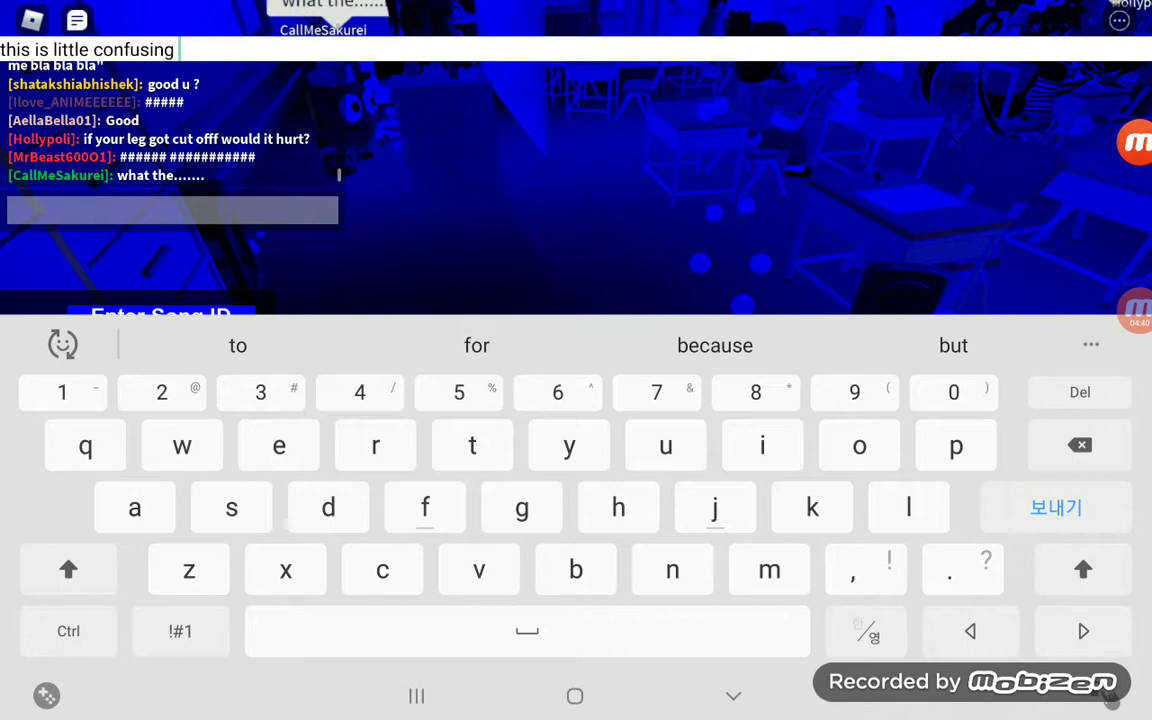 what the.......
CallMeSakurei
this is little confusing
me bla bla bla"
[shatakshiabhishek]: good u ?
[Ilove_ANIMEEEEEE]: #####
[AellaBella01]: Good
[Hollypoli]: if your leg got cut offf would it hurt?
[MrBeast600O1]: ###### ###########
[CallMeSakurei]: what the.......
Enter Song ID
04:40
to for because but
1 - 2 @ 3 # 4 / 5 % 6 ^ 7 & 8 * 9 ( 0 ) Del
q w e r t y u i o p
a s d f g h j k l 보내기
z x c v b n m , ! . ?
Ctrl !#1 한/영
Recorded by mobizen